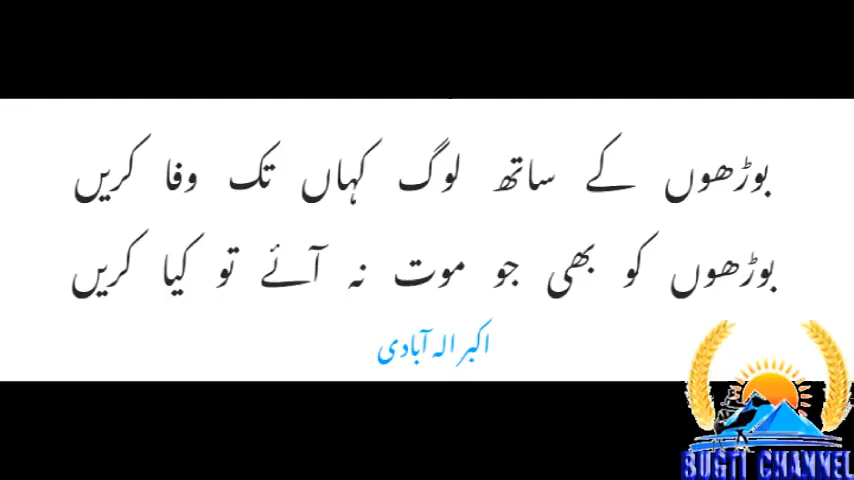 بوڑھوں کے ساتھ لوگ کہاں تک وفا کریں
بوڑھوں کو بھی جو موت نہ آئے تو کیا کریں
اکبر الہ آبادی
BUGTI CHANNEL